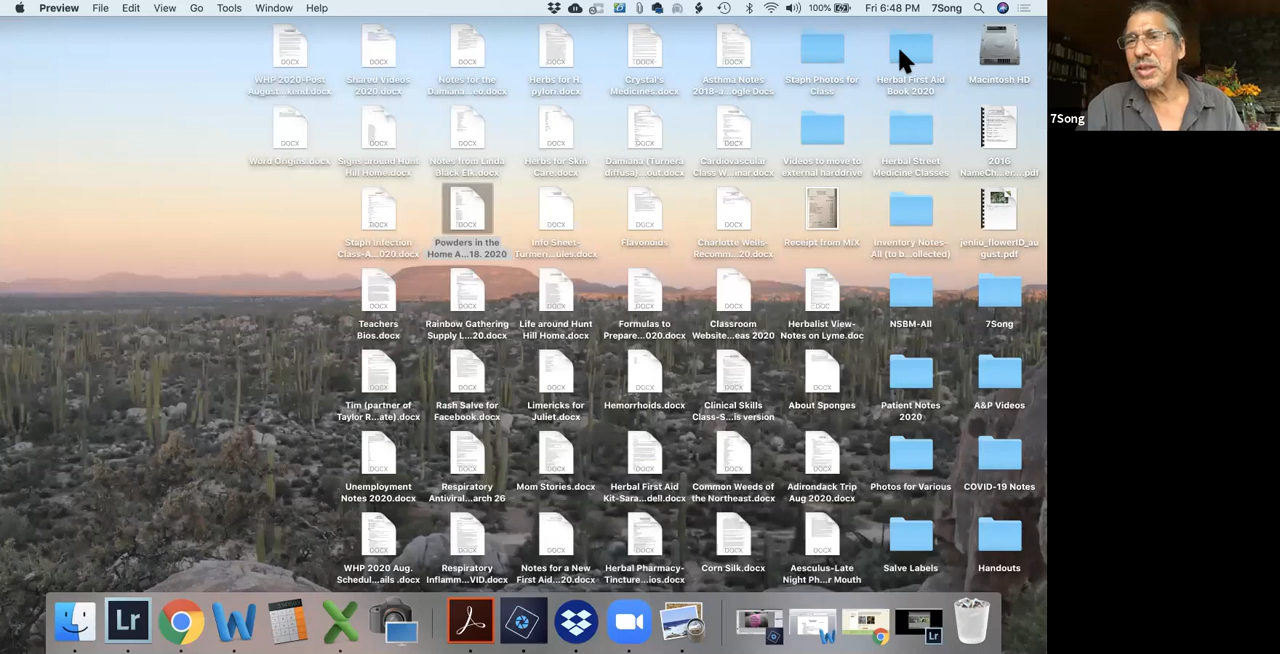 Preview File Edit View Go Tools Window Help 100% Fri 6:48 PM 7Song
WHP 2020-Post
August ...kend.docx
Shared Videos
2020.docx
Notes for the
Damiana...eo.docx
Herbs for H.
pylori.docx
Crystal's
Medicines.docx
Asthma Notes
2018-a...ogle Docs
Staph Photos for
Class
Herbal First Aid
Book 2020
Macintosh HD
Word Origins.docx
Signs around Hunt
Hill Home.docx
Notes from Linda
Black Elk.docx
Herbs for Skin
Care.docx
Damiana (Turnera
diffusa)...out.docx
Cardiovascular
Class W...inar.docx
Videos to move to
external harddrive
Herbal Street
Medicine Classes
2016
NameCh...er....pdf
Staph Infection
Class-A...020.docx
Powders in the
Home A...18. 2020
Info Sheet-
Turmeri...ules.docx
Flavonoids
Charlotte Wells-
Recomm...20.docx
Receipt from MIX
Inventory Notes-
All (to b...ollected)
jenliu_flowerID_au
gust.pdf
Teachers
Bios.docx
Rainbow Gathering
Supply L...20.docx
Life around Hunt
Hill Home.docx
Formulas to
Prepare...020.docx
Classroom
Website...eas 2020
Herbalist View-
Notes on Lyme.doc
NSBM-All
7Song
Tim (partner of
Taylor R...ate).docx
Rash Salve for
Facebook.docx
Limericks for
Juliet.docx
Hemorrhoids.docx
Clinical Skills
Class-S...is version
About Sponges
Patient Notes
2020
A&P Videos
Unemployment
Notes 2020.docx
Respiratory
Antiviral...arch 26
Mom Stories.docx
Herbal First Aid
Kit-Sara...dell.docx
Common Weeds of
the Northeast.docx
Adirondack Trip
Aug 2020.docx
Photos for Various
COVID-19 Notes
WHP 2020 Aug.
Schedul...ails .docx
Respiratory
Inflamm...VID.docx
Notes for a New
First Aid...20.docx
Herbal Pharmacy-
Tincture...ios.docx
Corn Silk.docx
Aesculus-Late
Night Ph...r Mouth
Salve Labels
Handouts
Lr
7Song